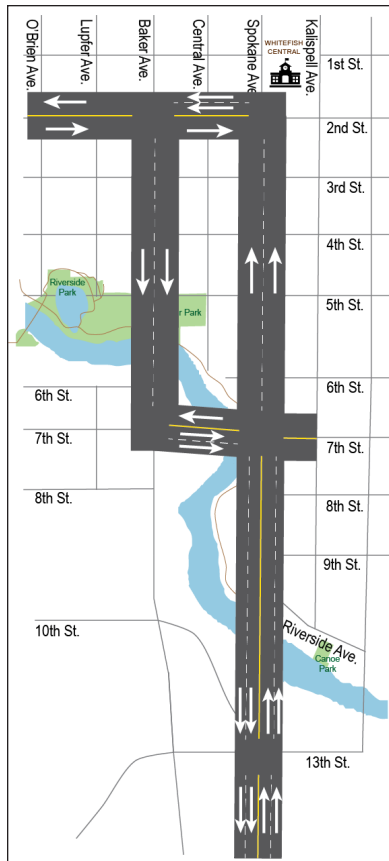 O'Brien Ave.
Lupfer Ave.
Baker Ave.
Central Ave.
Spokane Ave.
Kalispell Ave.
WHITEFISH
CENTRAL
1st St.
2nd St.
3rd St.
4th St.
5th St.
Riverside
Park
r Park
6th St.
6th St.
7th St.
7th St.
8th St.
8th St.
9th St.
10th St.
Riverside Ave.
Canoe
Park
13th St.